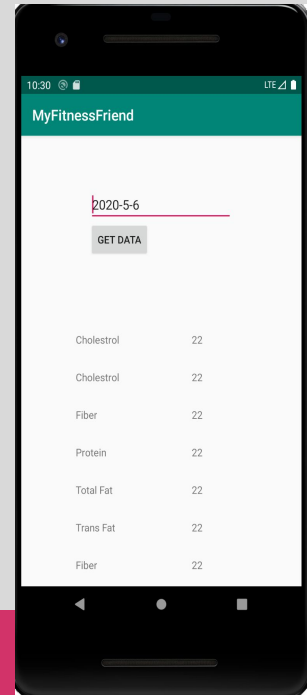 10:30 LTE
MyFitnessFriend
2020-5-6
GET DATA
Cholestrol 22
Cholestrol 22
Fiber 22
Protein 22
Total Fat 22
Trans Fat 22
Fiber 22